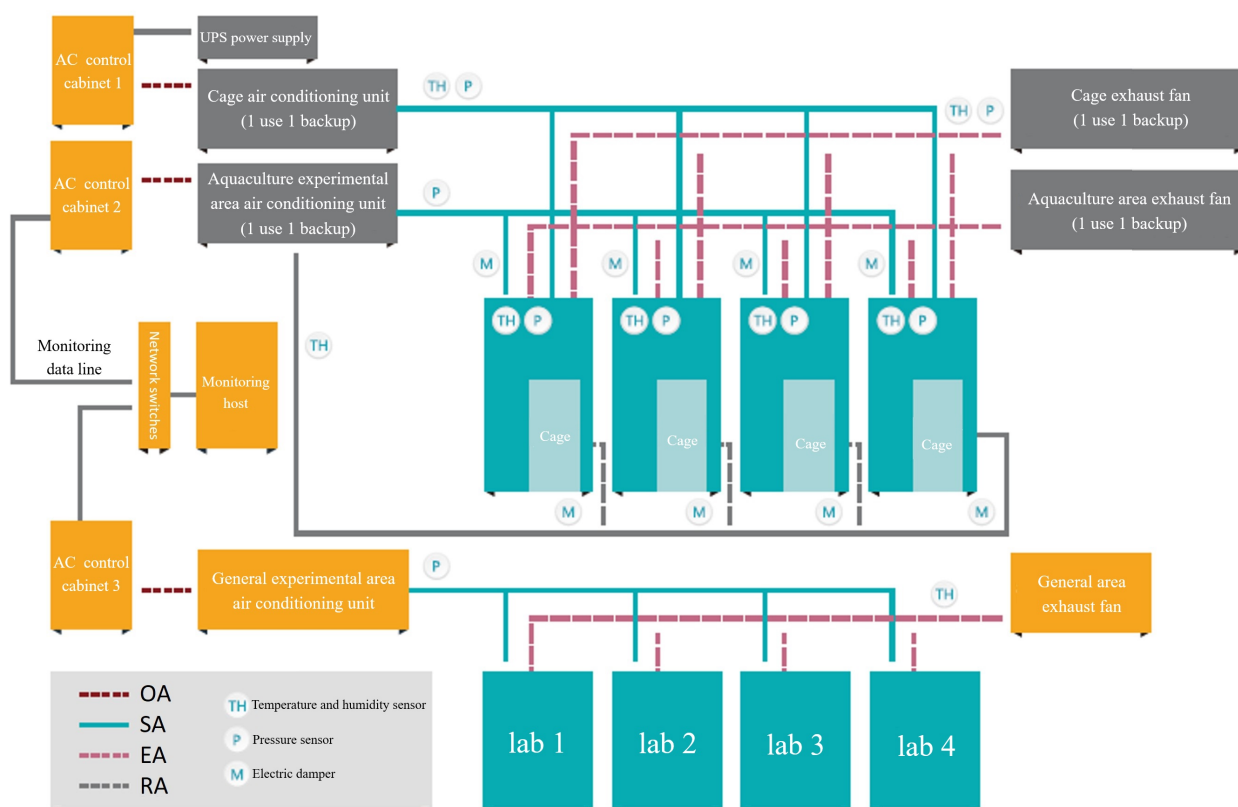 AC control
cabinet 1
UPS power supply
Cage air conditioning unit
(1 use 1 backup)
TH
P
TH
P
Cage exhaust fan
(1 use 1 backup)
AC control
cabinet 2
Aquaculture experimental
area air conditioning unit
(1 use 1 backup)
P
Aquaculture area exhaust fan
(1 use 1 backup)
M
M
M
M
TH
P
TH
P
TH
P
TH
P
TH
Monitoring
data line
Network switches
Monitoring
host
Cage
Cage
Cage
Cage
M
M
M
M
AC control
cabinet 3
General experimental area
air conditioning unit
P
TH
General area
exhaust fan
OA
SA
EA
RA
TH Temperature and humidity sensor
P Pressure sensor
M Electric damper
lab 1
lab 2
lab 3
lab 4